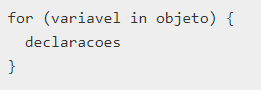 for (variavel in objeto) {
  declaracoes
}